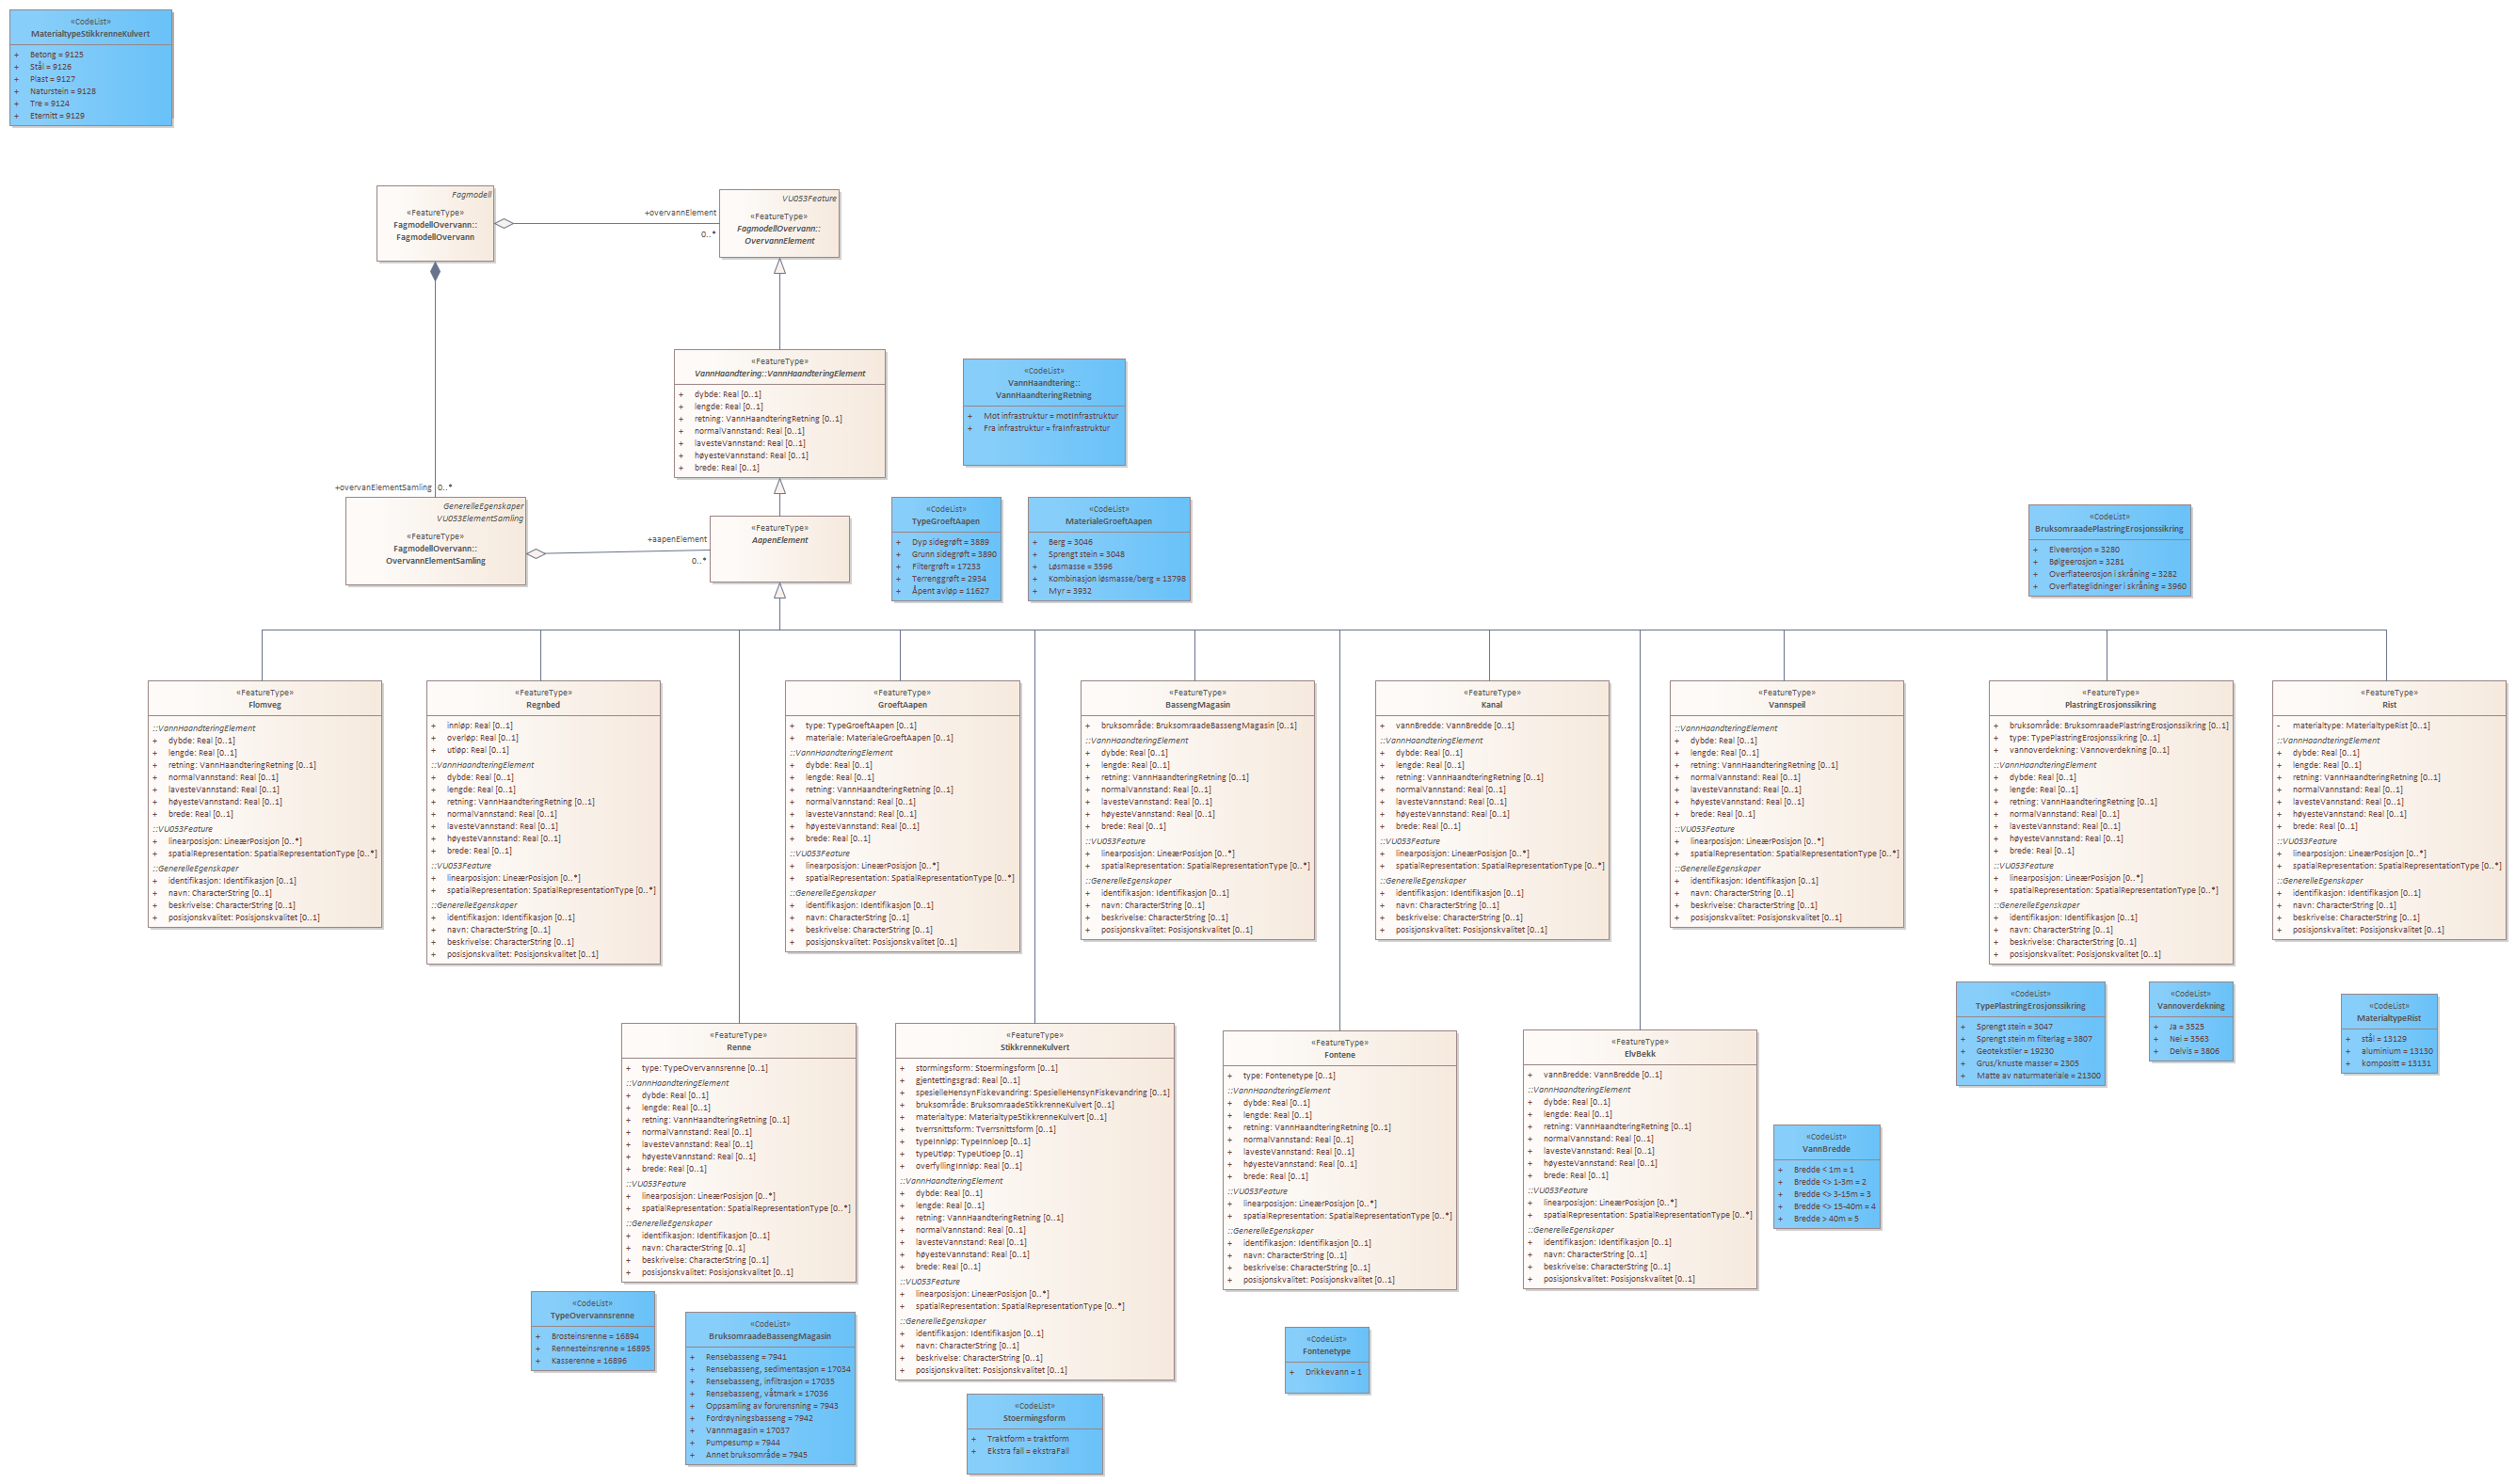 «CodeList»
MaterialtypeStikkrenneKulvert
+ Betong = 9125
+ Stål = 9126
+ Plast = 9127
+ Naturstein = 9128
+ Tre = 9124
+ Eternitt = 9129
Fagmodell
«FeatureType»
FagmodellOvervann::
FagmodellOvervann
+overvannElement
0..*
VU053Feature
«FeatureType»
FagmodellOvervann::
OvervannElement
«FeatureType»
VannHaandtering::VannHaandteringElement
+ dybde: Real [0..1]
+ lengde: Real [0..1]
+ retning: VannHaandteringRetning [0..1]
+ normalVannstand: Real [0..1]
+ lavesteVannstand: Real [0..1]
+ høyesteVannstand: Real [0..1]
+ brede: Real [0..1]
«CodeList»
VannHaandtering::
VannHaandteringRetning
+ Mot infrastruktur = motInfrastruktur
+ Fra infrastruktur = fraInfrastruktur
+overvanElementSamling 0..*
GenerelleEgenskaper
VU053ElementSamling
«FeatureType»
FagmodellOvervann::
OvervannElementSamling
+aapenElement
0..*
«FeatureType»
AapenElement
«CodeList»
TypeGroeftAapen
+ Dyp sidegrøft = 3889
+ Grunn sidegrøft = 3890
+ Filtergrøft = 17233
+ Terrenggrøft = 2934
+ Åpent avløp = 11627
«CodeList»
MaterialeGroeftAapen
+ Berg = 3046
+ Sprengt stein = 3048
+ Løsmasse = 3596
+ Kombinasjon løsmasse/berg = 13798
+ Myr = 3932
«CodeList»
BruksomraadePlastringErosjonssikring
+ Elveerosjon = 3280
+ Bølgeerosjon = 3281
+ Overflateerosjon i skråning = 3282
+ Overflateglidninger i skråning = 3960
«FeatureType»
Flomveg
::VannHaandteringElement
+ dybde: Real [0..1]
+ lengde: Real [0..1]
+ retning: VannHaandteringRetning [0..1]
+ normalVannstand: Real [0..1]
+ lavesteVannstand: Real [0..1]
+ høyesteVannstand: Real [0..1]
+ brede: Real [0..1]
::VU053Feature
+ linearposisjon: LineærPosisjon [0..*]
+ spatialRepresentation: SpatialRepresentationType [0..*]
::GenerelleEgenskaper
+ identifikasjon: Identifikasjon [0..1]
+ navn: CharacterString [0..1]
+ beskrivelse: CharacterString [0..1]
+ posisjonskvalitet: Posisjonskvalitet [0..1]
«FeatureType»
Regnbed
+ innløp: Real [0..1]
+ overløp: Real [0..1]
+ utløp: Real [0..1]
::VannHaandteringElement
+ dybde: Real [0..1]
+ lengde: Real [0..1]
+ retning: VannHaandteringRetning [0..1]
+ normalVannstand: Real [0..1]
+ lavesteVannstand: Real [0..1]
+ høyesteVannstand: Real [0..1]
+ brede: Real [0..1]
::VU053Feature
+ linearposisjon: LineærPosisjon [0..*]
+ spatialRepresentation: SpatialRepresentationType [0..*]
::GenerelleEgenskaper
+ identifikasjon: Identifikasjon [0..1]
+ navn: CharacterString [0..1]
+ beskrivelse: CharacterString [0..1]
+ posisjonskvalitet: Posisjonskvalitet [0..1]
«FeatureType»
GroeftAapen
+ type: TypeGroeftAapen [0..1]
+ materiale: MaterialeGroeftAapen [0..1]
::VannHaandteringElement
+ dybde: Real [0..1]
+ lengde: Real [0..1]
+ retning: VannHaandteringRetning [0..1]
+ normalVannstand: Real [0..1]
+ lavesteVannstand: Real [0..1]
+ høyesteVannstand: Real [0..1]
+ brede: Real [0..1]
::VU053Feature
+ linearposisjon: LineærPosisjon [0..*]
+ spatialRepresentation: SpatialRepresentationType [0..*]
::GenerelleEgenskaper
+ identifikasjon: Identifikasjon [0..1]
+ navn: CharacterString [0..1]
+ beskrivelse: CharacterString [0..1]
+ posisjonskvalitet: Posisjonskvalitet [0..1]
«FeatureType»
BassengMagasin
+ bruksområde: BruksomraadeBassengMagasin [0..1]
::VannHaandteringElement
+ dybde: Real [0..1]
+ lengde: Real [0..1]
+ retning: VannHaandteringRetning [0..1]
+ normalVannstand: Real [0..1]
+ lavesteVannstand: Real [0..1]
+ høyesteVannstand: Real [0..1]
+ brede: Real [0..1]
::VU053Feature
+ linearposisjon: LineærPosisjon [0..*]
+ spatialRepresentation: SpatialRepresentationType [0..*]
::GenerelleEgenskaper
+ identifikasjon: Identifikasjon [0..1]
+ navn: CharacterString [0..1]
+ beskrivelse: CharacterString [0..1]
+ posisjonskvalitet: Posisjonskvalitet [0..1]
«FeatureType»
Kanal
+ vannBredde: VannBredde [0..1]
::VannHaandteringElement
+ dybde: Real [0..1]
+ lengde: Real [0..1]
+ retning: VannHaandteringRetning [0..1]
+ normalVannstand: Real [0..1]
+ lavesteVannstand: Real [0..1]
+ høyesteVannstand: Real [0..1]
+ brede: Real [0..1]
::VU053Feature
+ linearposisjon: LineærPosisjon [0..*]
+ spatialRepresentation: SpatialRepresentationType [0..*]
::GenerelleEgenskaper
+ identifikasjon: Identifikasjon [0..1]
+ navn: CharacterString [0..1]
+ beskrivelse: CharacterString [0..1]
+ posisjonskvalitet: Posisjonskvalitet [0..1]
«FeatureType»
Vannspeil
::VannHaandteringElement
+ dybde: Real [0..1]
+ lengde: Real [0..1]
+ retning: VannHaandteringRetning [0..1]
+ normalVannstand: Real [0..1]
+ lavesteVannstand: Real [0..1]
+ høyesteVannstand: Real [0..1]
+ brede: Real [0..1]
::VU053Feature
+ linearposisjon: LineærPosisjon [0..*]
+ spatialRepresentation: SpatialRepresentationType [0..*]
::GenerelleEgenskaper
+ identifikasjon: Identifikasjon [0..1]
+ navn: CharacterString [0..1]
+ beskrivelse: CharacterString [0..1]
+ posisjonskvalitet: Posisjonskvalitet [0..1]
«FeatureType»
PlastringErosjonssikring
+ bruksområde: BruksomraadePlastringErosjonssikring [0..1]
+ type: TypePlastringErosjonssikring [0..1]
+ vannoverdekning: Vannoverdekning [0..1]
::VannHaandteringElement
+ dybde: Real [0..1]
+ lengde: Real [0..1]
+ retning: VannHaandteringRetning [0..1]
+ normalVannstand: Real [0..1]
+ lavesteVannstand: Real [0..1]
+ høyesteVannstand: Real [0..1]
+ brede: Real [0..1]
::VU053Feature
+ linearposisjon: LineærPosisjon [0..*]
+ spatialRepresentation: SpatialRepresentationType [0..*]
::GenerelleEgenskaper
+ identifikasjon: Identifikasjon [0..1]
+ navn: CharacterString [0..1]
+ beskrivelse: CharacterString [0..1]
+ posisjonskvalitet: Posisjonskvalitet [0..1]
«FeatureType»
Rist
- materialtype: MaterialtypeRist [0..1]
::VannHaandteringElement
+ dybde: Real [0..1]
+ lengde: Real [0..1]
+ retning: VannHaandteringRetning [0..1]
+ normalVannstand: Real [0..1]
+ lavesteVannstand: Real [0..1]
+ høyesteVannstand: Real [0..1]
+ brede: Real [0..1]
::VU053Feature
+ linearposisjon: LineærPosisjon [0..*]
+ spatialRepresentation: SpatialRepresentationType [0..*]
::GenerelleEgenskaper
+ identifikasjon: Identifikasjon [0..1]
+ navn: CharacterString [0..1]
+ beskrivelse: CharacterString [0..1]
+ posisjonskvalitet: Posisjonskvalitet [0..1]
«FeatureType»
Renne
+ type: TypeOvervannsrenne [0..1]
::VannHaandteringElement
+ dybde: Real [0..1]
+ lengde: Real [0..1]
+ retning: VannHaandteringRetning [0..1]
+ normalVannstand: Real [0..1]
+ lavesteVannstand: Real [0..1]
+ høyesteVannstand: Real [0..1]
+ brede: Real [0..1]
::VU053Feature
+ linearposisjon: LineærPosisjon [0..*]
+ spatialRepresentation: SpatialRepresentationType [0..*]
::GenerelleEgenskaper
+ identifikasjon: Identifikasjon [0..1]
+ navn: CharacterString [0..1]
+ beskrivelse: CharacterString [0..1]
+ posisjonskvalitet: Posisjonskvalitet [0..1]
«FeatureType»
StikkrenneKulvert
+ stormingsform: Stoermingsform [0..1]
+ gjentettingsgrad: Real [0..1]
+ spesielleHensynFiskevandring: SpesielleHensynFiskevandring [0..1]
+ bruksområde: BruksomraadeStikkrenneKulvert [0..1]
+ materialtype: MaterialtypeStikkrenneKulvert [0..1]
+ tverrsnittsform: Tverrsnittsform [0..1]
+ typeInnløp: TypeInnloep [0..1]
+ typeUtløp: TypeUtloep [0..1]
+ overfyllingInnløp: Real [0..1]
::VannHaandteringElement
+ dybde: Real [0..1]
+ lengde: Real [0..1]
+ retning: VannHaandteringRetning [0..1]
+ normalVannstand: Real [0..1]
+ lavesteVannstand: Real [0..1]
+ høyesteVannstand: Real [0..1]
+ brede: Real [0..1]
::VU053Feature
+ linearposisjon: LineærPosisjon [0..*]
+ spatialRepresentation: SpatialRepresentationType [0..*]
::GenerelleEgenskaper
+ identifikasjon: Identifikasjon [0..1]
+ navn: CharacterString [0..1]
+ beskrivelse: CharacterString [0..1]
+ posisjonskvalitet: Posisjonskvalitet [0..1]
«FeatureType»
Fontene
+ type: Fontenetype [0..1]
::VannHaandteringElement
+ dybde: Real [0..1]
+ lengde: Real [0..1]
+ retning: VannHaandteringRetning [0..1]
+ normalVannstand: Real [0..1]
+ lavesteVannstand: Real [0..1]
+ høyesteVannstand: Real [0..1]
+ brede: Real [0..1]
::VU053Feature
+ linearposisjon: LineærPosisjon [0..*]
+ spatialRepresentation: SpatialRepresentationType [0..*]
::GenerelleEgenskaper
+ identifikasjon: Identifikasjon [0..1]
+ navn: CharacterString [0..1]
+ beskrivelse: CharacterString [0..1]
+ posisjonskvalitet: Posisjonskvalitet [0..1]
«FeatureType»
ElvBekk
+ vannBredde: VannBredde [0..1]
::VannHaandteringElement
+ dybde: Real [0..1]
+ lengde: Real [0..1]
+ retning: VannHaandteringRetning [0..1]
+ normalVannstand: Real [0..1]
+ lavesteVannstand: Real [0..1]
+ høyesteVannstand: Real [0..1]
+ brede: Real [0..1]
::VU053Feature
+ linearposisjon: LineærPosisjon [0..*]
+ spatialRepresentation: SpatialRepresentationType [0..*]
::GenerelleEgenskaper
+ identifikasjon: Identifikasjon [0..1]
+ navn: CharacterString [0..1]
+ beskrivelse: CharacterString [0..1]
+ posisjonskvalitet: Posisjonskvalitet [0..1]
«CodeList»
TypePlastringErosjonssikring
+ Sprengt stein = 3047
+ Sprengt stein m filterlag = 3807
+ Geotekstiler = 19230
+ Grus/knuste masser = 2305
+ Matte av naturmateriale = 21300
«CodeList»
Vannoverdekning
+ Ja = 3525
+ Nei = 3563
+ Delvis = 3806
«CodeList»
MaterialtypeRist
+ stål = 13129
+ aluminium = 13130
+ kompositt = 13131
«CodeList»
VannBredde
+ Bredde < 1m = 1
+ Bredde <> 1-3m = 2
+ Bredde <> 3-15m = 3
+ Bredde <> 15-40m = 4
+ Bredde > 40m = 5
«CodeList»
TypeOvervannsrenne
+ Brosteinsrenne = 16894
+ Rennesteinsrenne = 16895
+ Kasserenne = 16896
«CodeList»
BruksomraadeBassengMagasin
+ Rensebasseng = 7941
+ Rensebasseng, sedimentasjon = 17034
+ Rensebasseng, infiltrasjon = 17035
+ Rensebasseng, våtmark = 17036
+ Oppsamling av forurensning = 7943
+ Fordrøyningsbasseng = 7942
+ Vannmagasin = 17037
+ Pumpesump = 7944
+ Annet bruksområde = 7945
«CodeList»
Stoermingsform
+ Traktform = traktform
+ Ekstra fall = ekstraFall
«CodeList»
Fontenetype
+ Drikkevann = 1